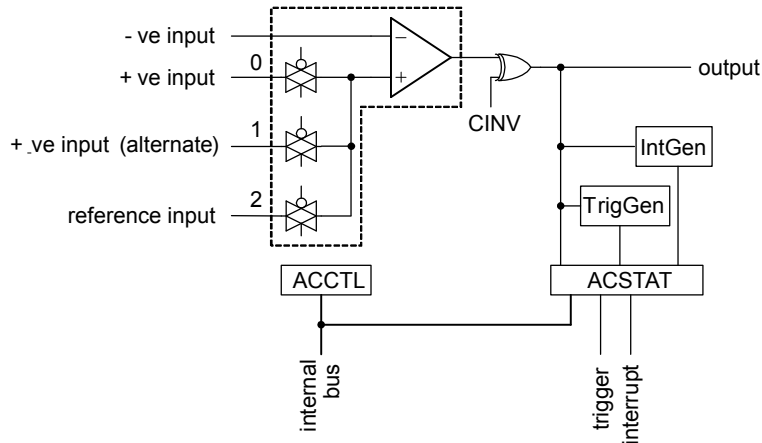 - ve input
+ ve input
0
+ ve input (alternate)
1
reference input
2
−
+
CINV
output
IntGen
TrigGen
ACCTL
ACSTAT
internal
bus
trigger
interrupt